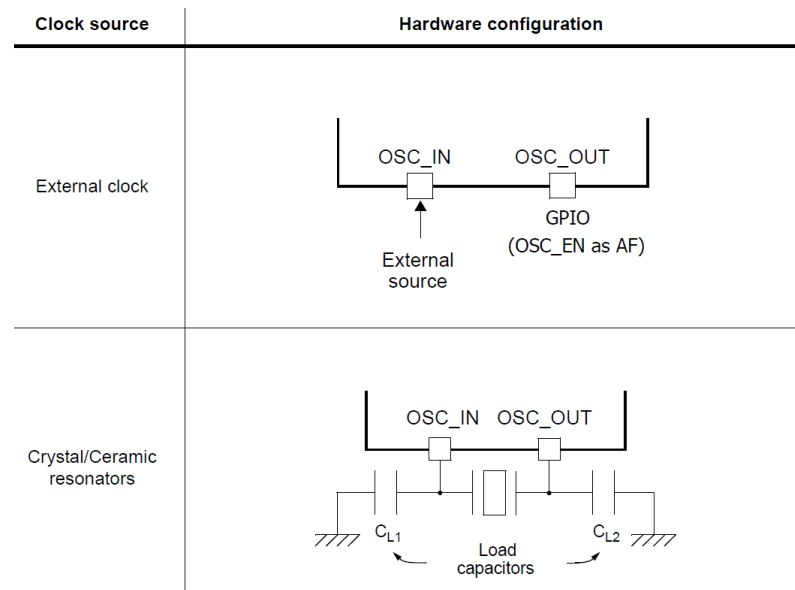 Clock source
Hardware configuration
External clock
OSC_IN
OSC_OUT
GPIO
(OSC_EN as AF)
External
source
Crystal/Ceramic
resonators
OSC_IN
OSC_OUT
CL1
CL2
Load
capacitors